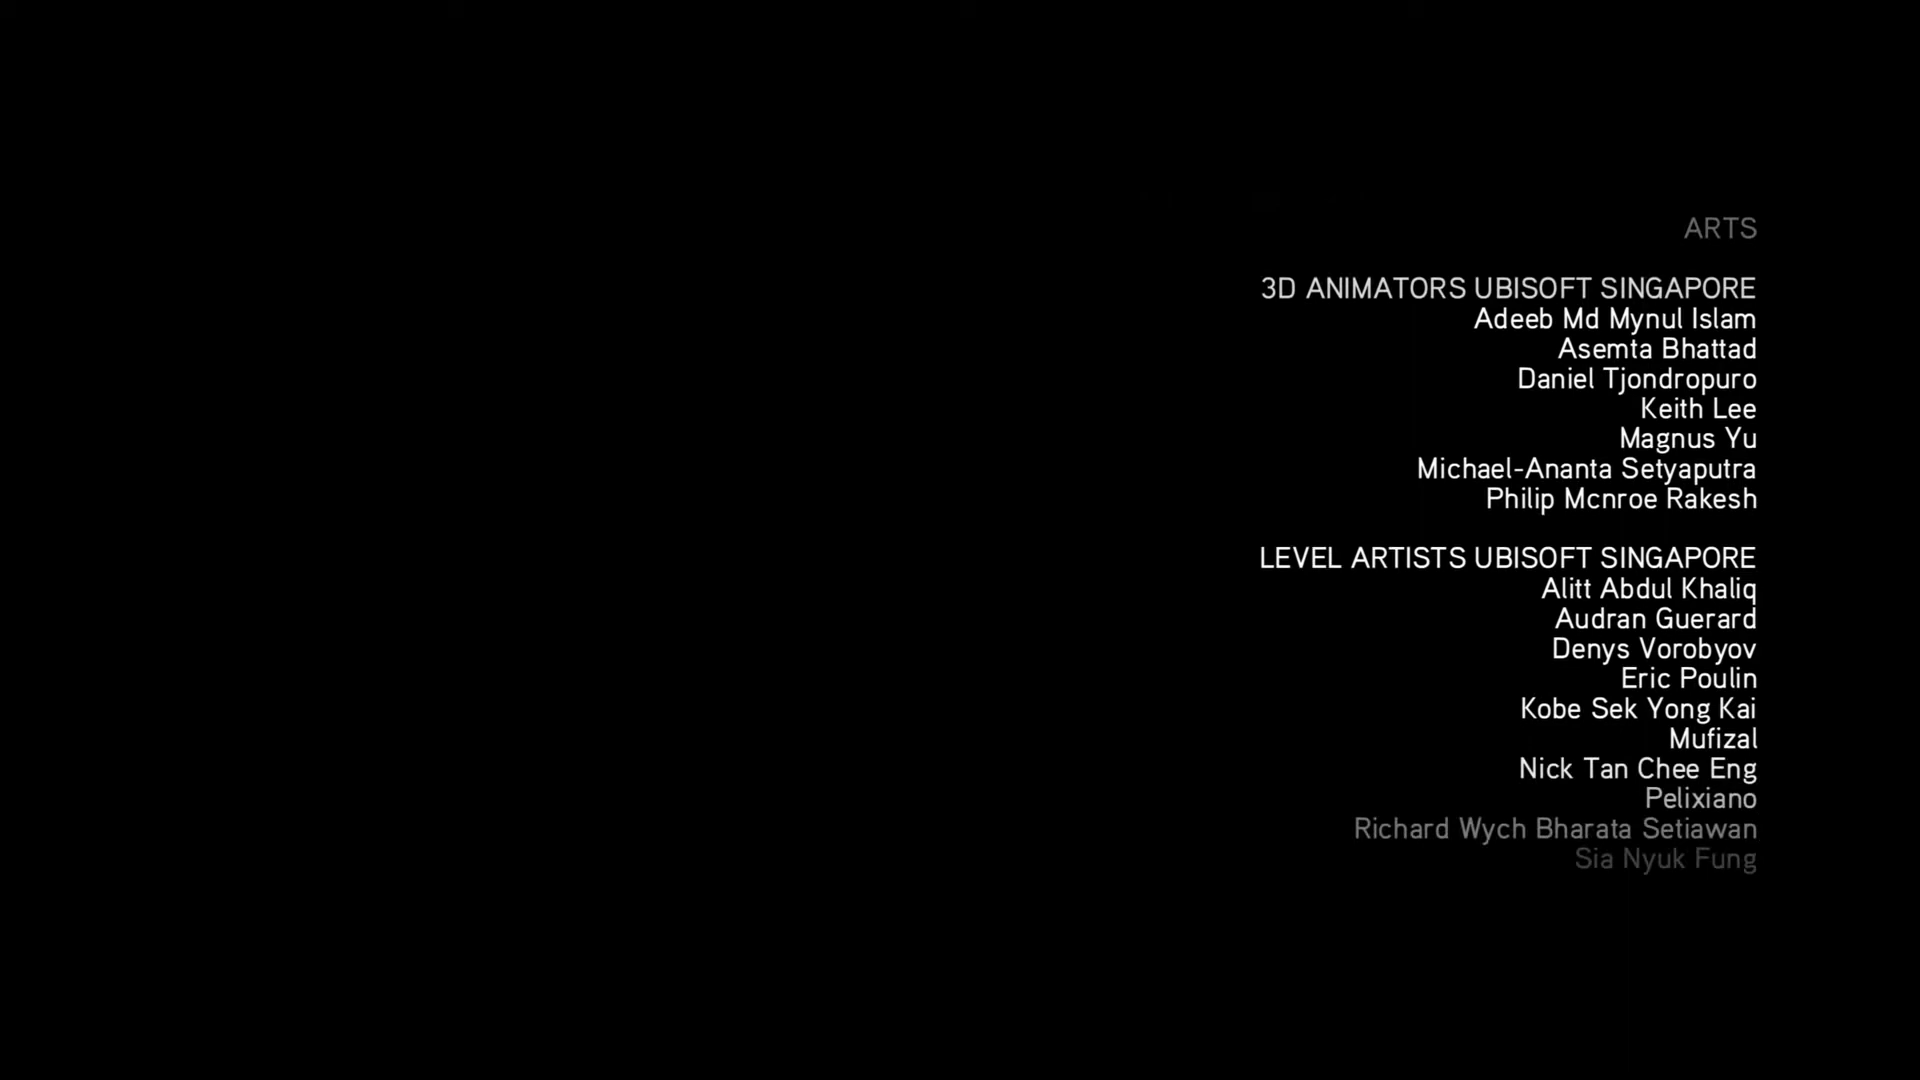 ARTS
3D ANIMATORS UBISOFT SINGAPORE
Adeeb Md Mynul Islam
Asemta Bhattad
Daniel Tjondropuro
Keith Lee
Magnus Yu
Michael-Ananta Setyaputra
Philip Mcnroe Rakesh
LEVEL ARTISTS UBISOFT SINGAPORE
Alitt Abdul Khaliq
Audran Guerard
Denys Vorobyov
Eric Poulin
Kobe Sek Yong Kai
Mufizal
Nick Tan Chee Eng
Pelixiano
Richard Wych Bharata Setiawan
Sia Nyuk Fung